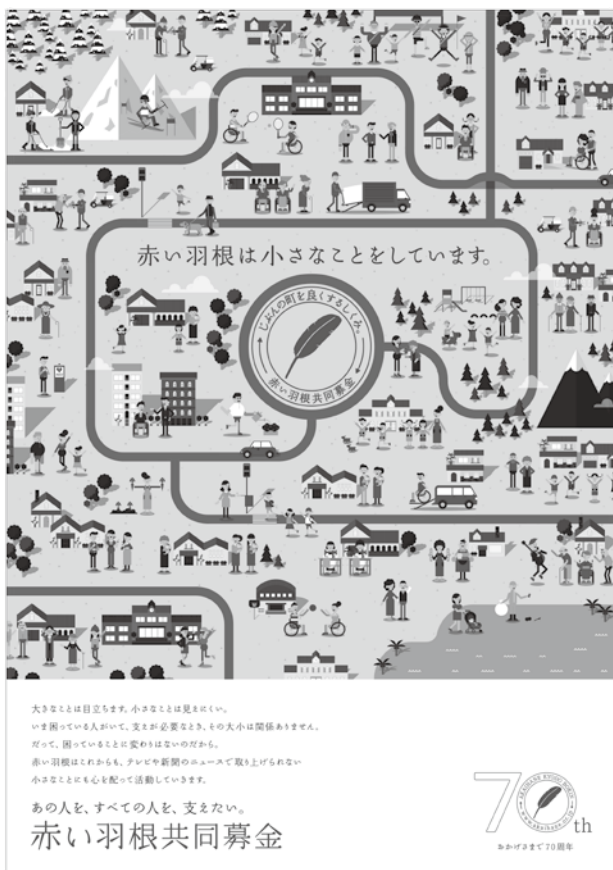 赤い羽根は小さなことをしています。
じぶんの町を良くするしくみ。
赤い羽根共同募金
大きなことは目立ちます。小さなことは見えにくい。
いま困っている人がいて、支えが必要なとき、その大小は関係ありません。
だって、困っていることに変わりはないのだから。
赤い羽根はこれからも、テレビや新聞のニュースで取り上げられない
小さなことにも心を配って活動していきます。
あの人を、すべての人を、支えたい。
赤い羽根共同募金
70th
AKAIHANE KYODO BOKIN
www.akaihane.or.jp
おかげさまで70周年